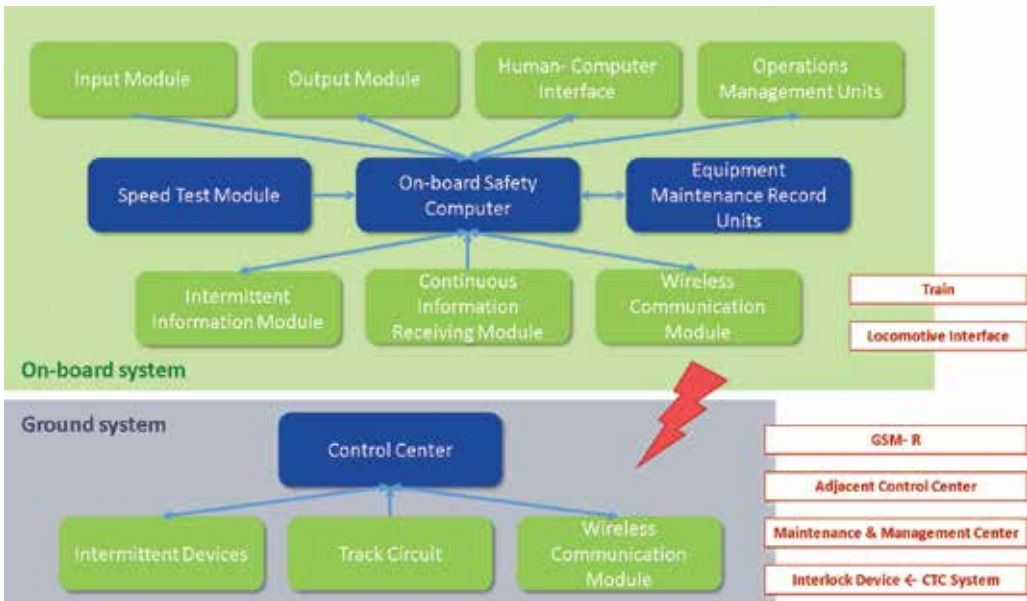 Input Module
Output Module
Human- Computer
Interface
Operations
Management Units
Speed Test Module
On-board Safety
Computer
Equipment
Maintenance Record
Units
Intermittent
Information Module
Continuous
Information
Receiving Module
Wireless
Communication
Module
Train
Locomotive Interface
On-board system
Ground system
Control Center
GSM- R
Adjacent Control Center
Maintenance & Management Center
Interlock Device ← CTC System
Intermittent Devices
Track Circuit
Wireless
Communication
Module